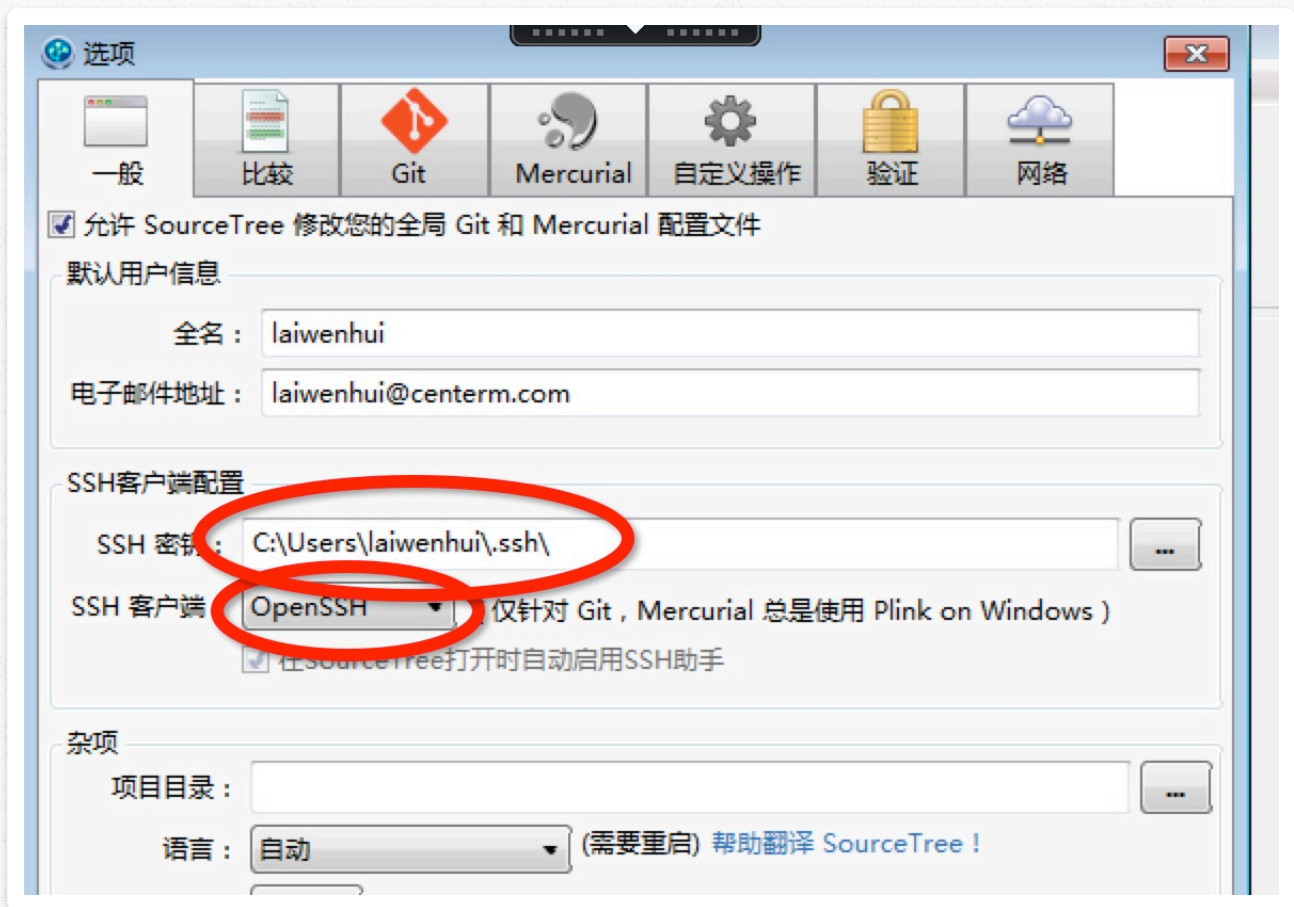 选项
一般 比较 Git Mercurial 自定义操作 验证 网络
允许 SourceTree 修改您的全局 Git 和 Mercurial 配置文件
默认用户信息
全名： laiwenhui
电子邮件地址： laiwenhui@centerm.com
SSH客户端配置
SSH 密钥： C:\Users\laiwenhui\.ssh\ ...
SSH 客户端 OpenSSH 仅针对 Git，Mercurial 总是使用 Plink on Windows）
在SourceTree打开时自动启用SSH助手
杂项
项目目录： ...
语言： 自动 (需要重启) 帮助翻译 SourceTree！